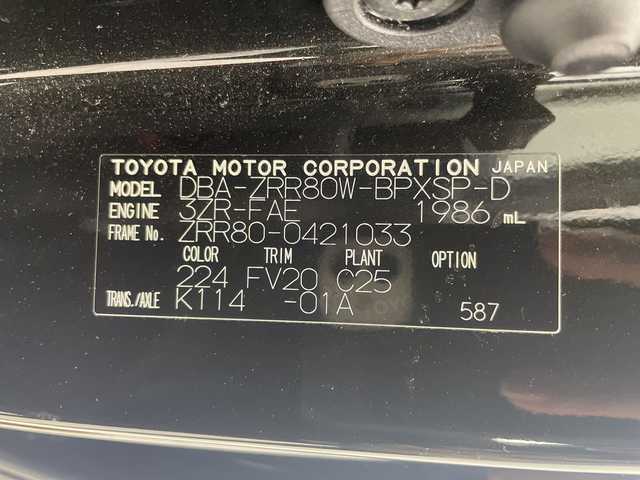 TOYOTA MOTOR CORPORATION JAPAN
MODEL DBA-ZRR80W-BPXSP-D
ENGINE 3ZR-FAE 1986 mL
FRAME No. ZRR80-0421033
COLOR TRIM PLANT OPTION
224 FV20 C25
TRANS./AXLE K114 -01A 587